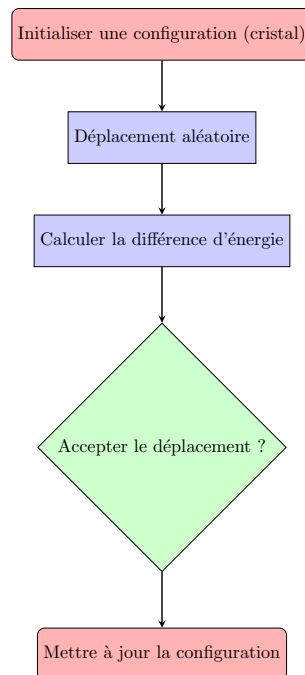 Initialiser une configuration (cristal)
Déplacement aléatoire
Calculer la différence d'énergie
Accepter le déplacement ?
Mettre à jour la configuration